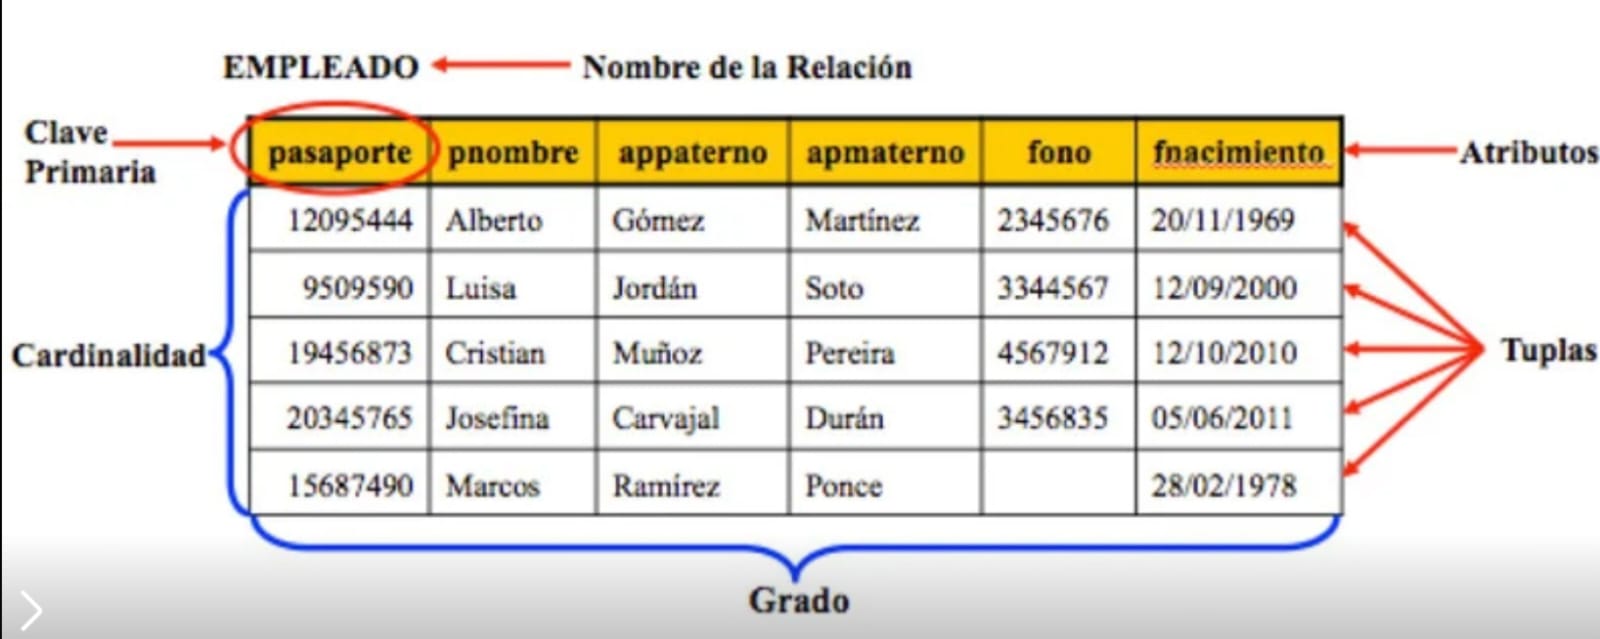 EMPLEADO Nombre de la Relación
Clave
Primaria
pasaporte pnombre appaterno apmaterno fono fnacimiento
Atributos
12095444 Alberto Gómez Martínez 2345676 20/11/1969
9509590 Luisa Jordán Soto 3344567 12/09/2000
19456873 Cristian Muñoz Pereira 4567912 12/10/2010
20345765 Josefina Carvajal Durán 3456835 05/06/2011
15687490 Marcos Ramírez Ponce 28/02/1978
Cardinalidad
Tuplas
Grado